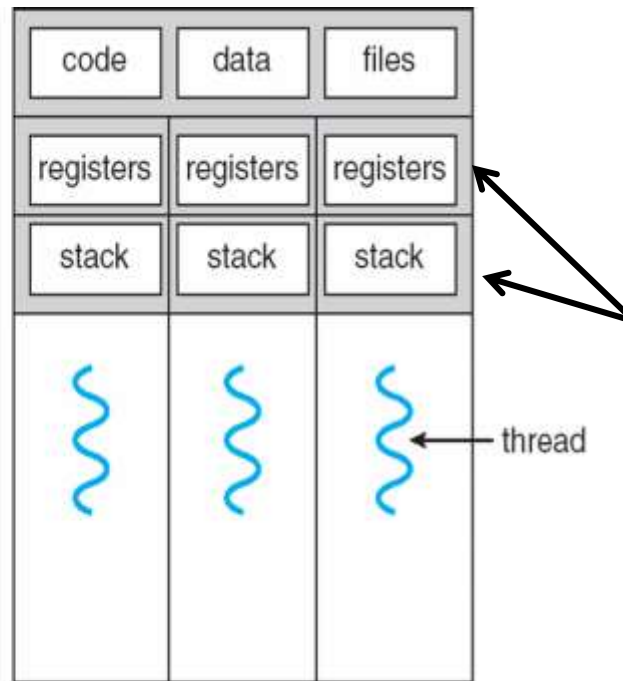 code data files
registers registers registers
stack stack stack
thread